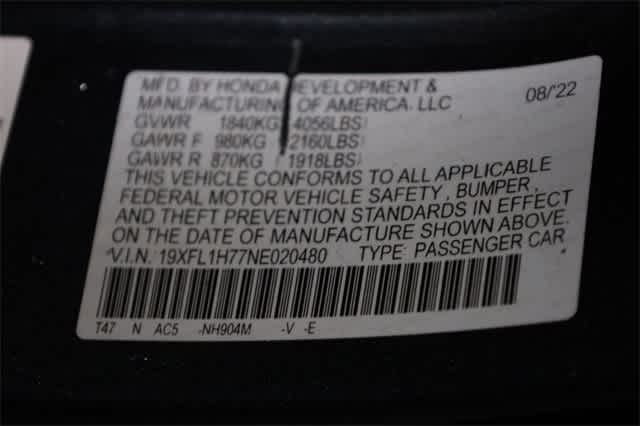 MFD. BY HONDA DEVELOPMENT &
MANUFACTURING OF AMERICA, LLC 08/'22
GVWR 1840KG(4056LBS)
GAWR F 980KG (2160LBS)
GAWR R 870KG (1918LBS)
THIS VEHICLE CONFORMS TO ALL APPLICABLE
FEDERAL MOTOR VEHICLE SAFETY, BUMPER,
AND THEFT PREVENTION STANDARDS IN EFFECT
ON THE DATE OF MANUFACTURE SHOWN ABOVE.
V.I.N. 19XFL1H77NE020480 TYPE: PASSENGER CAR
T47 N AC5 -NH904M -V -E